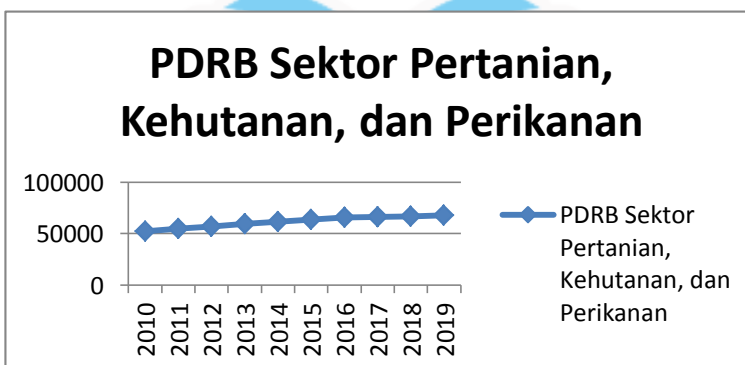 PDRB Sektor Pertanian,
Kehutanan, dan Perikanan
100000
50000
0
2010
2011
2012
2013
2014
2015
2016
2017
2018
2019
PDRB Sektor
Pertanian,
Kehutanan, dan
Perikanan